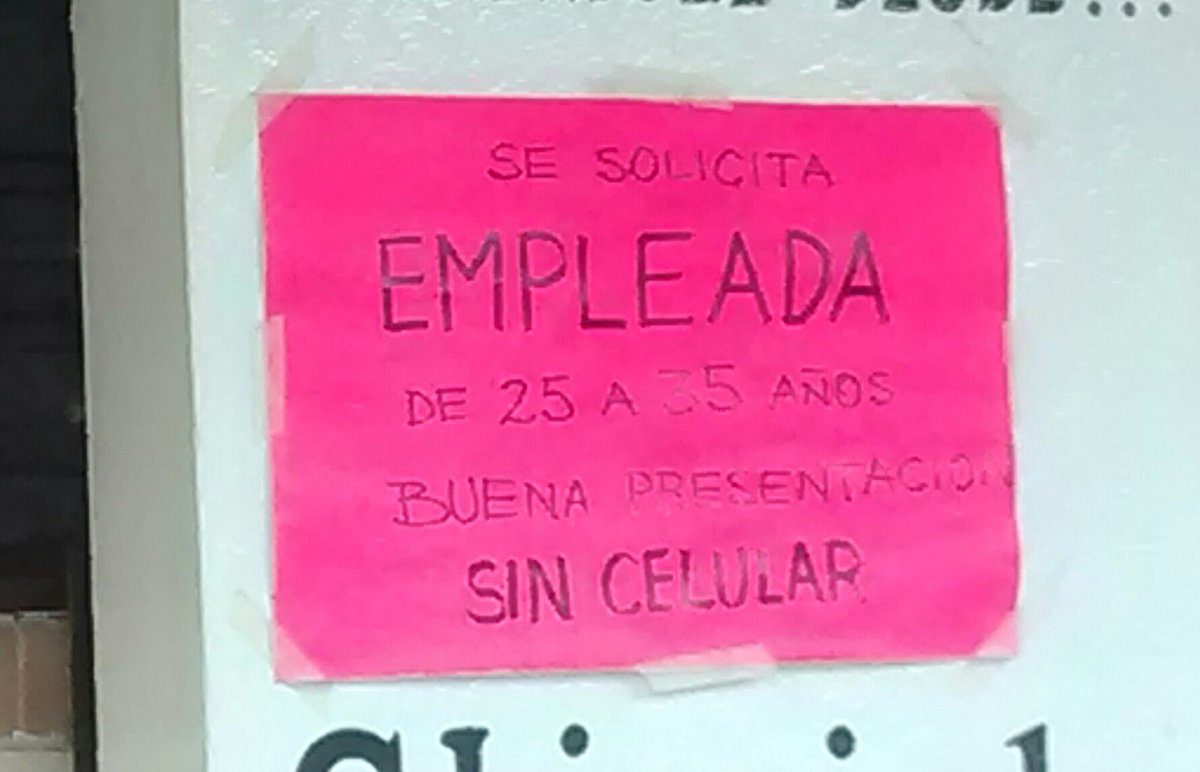 SE SOLICITA
EMPLEADA
DE 25 A 35 AÑOS
BUENA PRESENTACION
SIN CELULAR